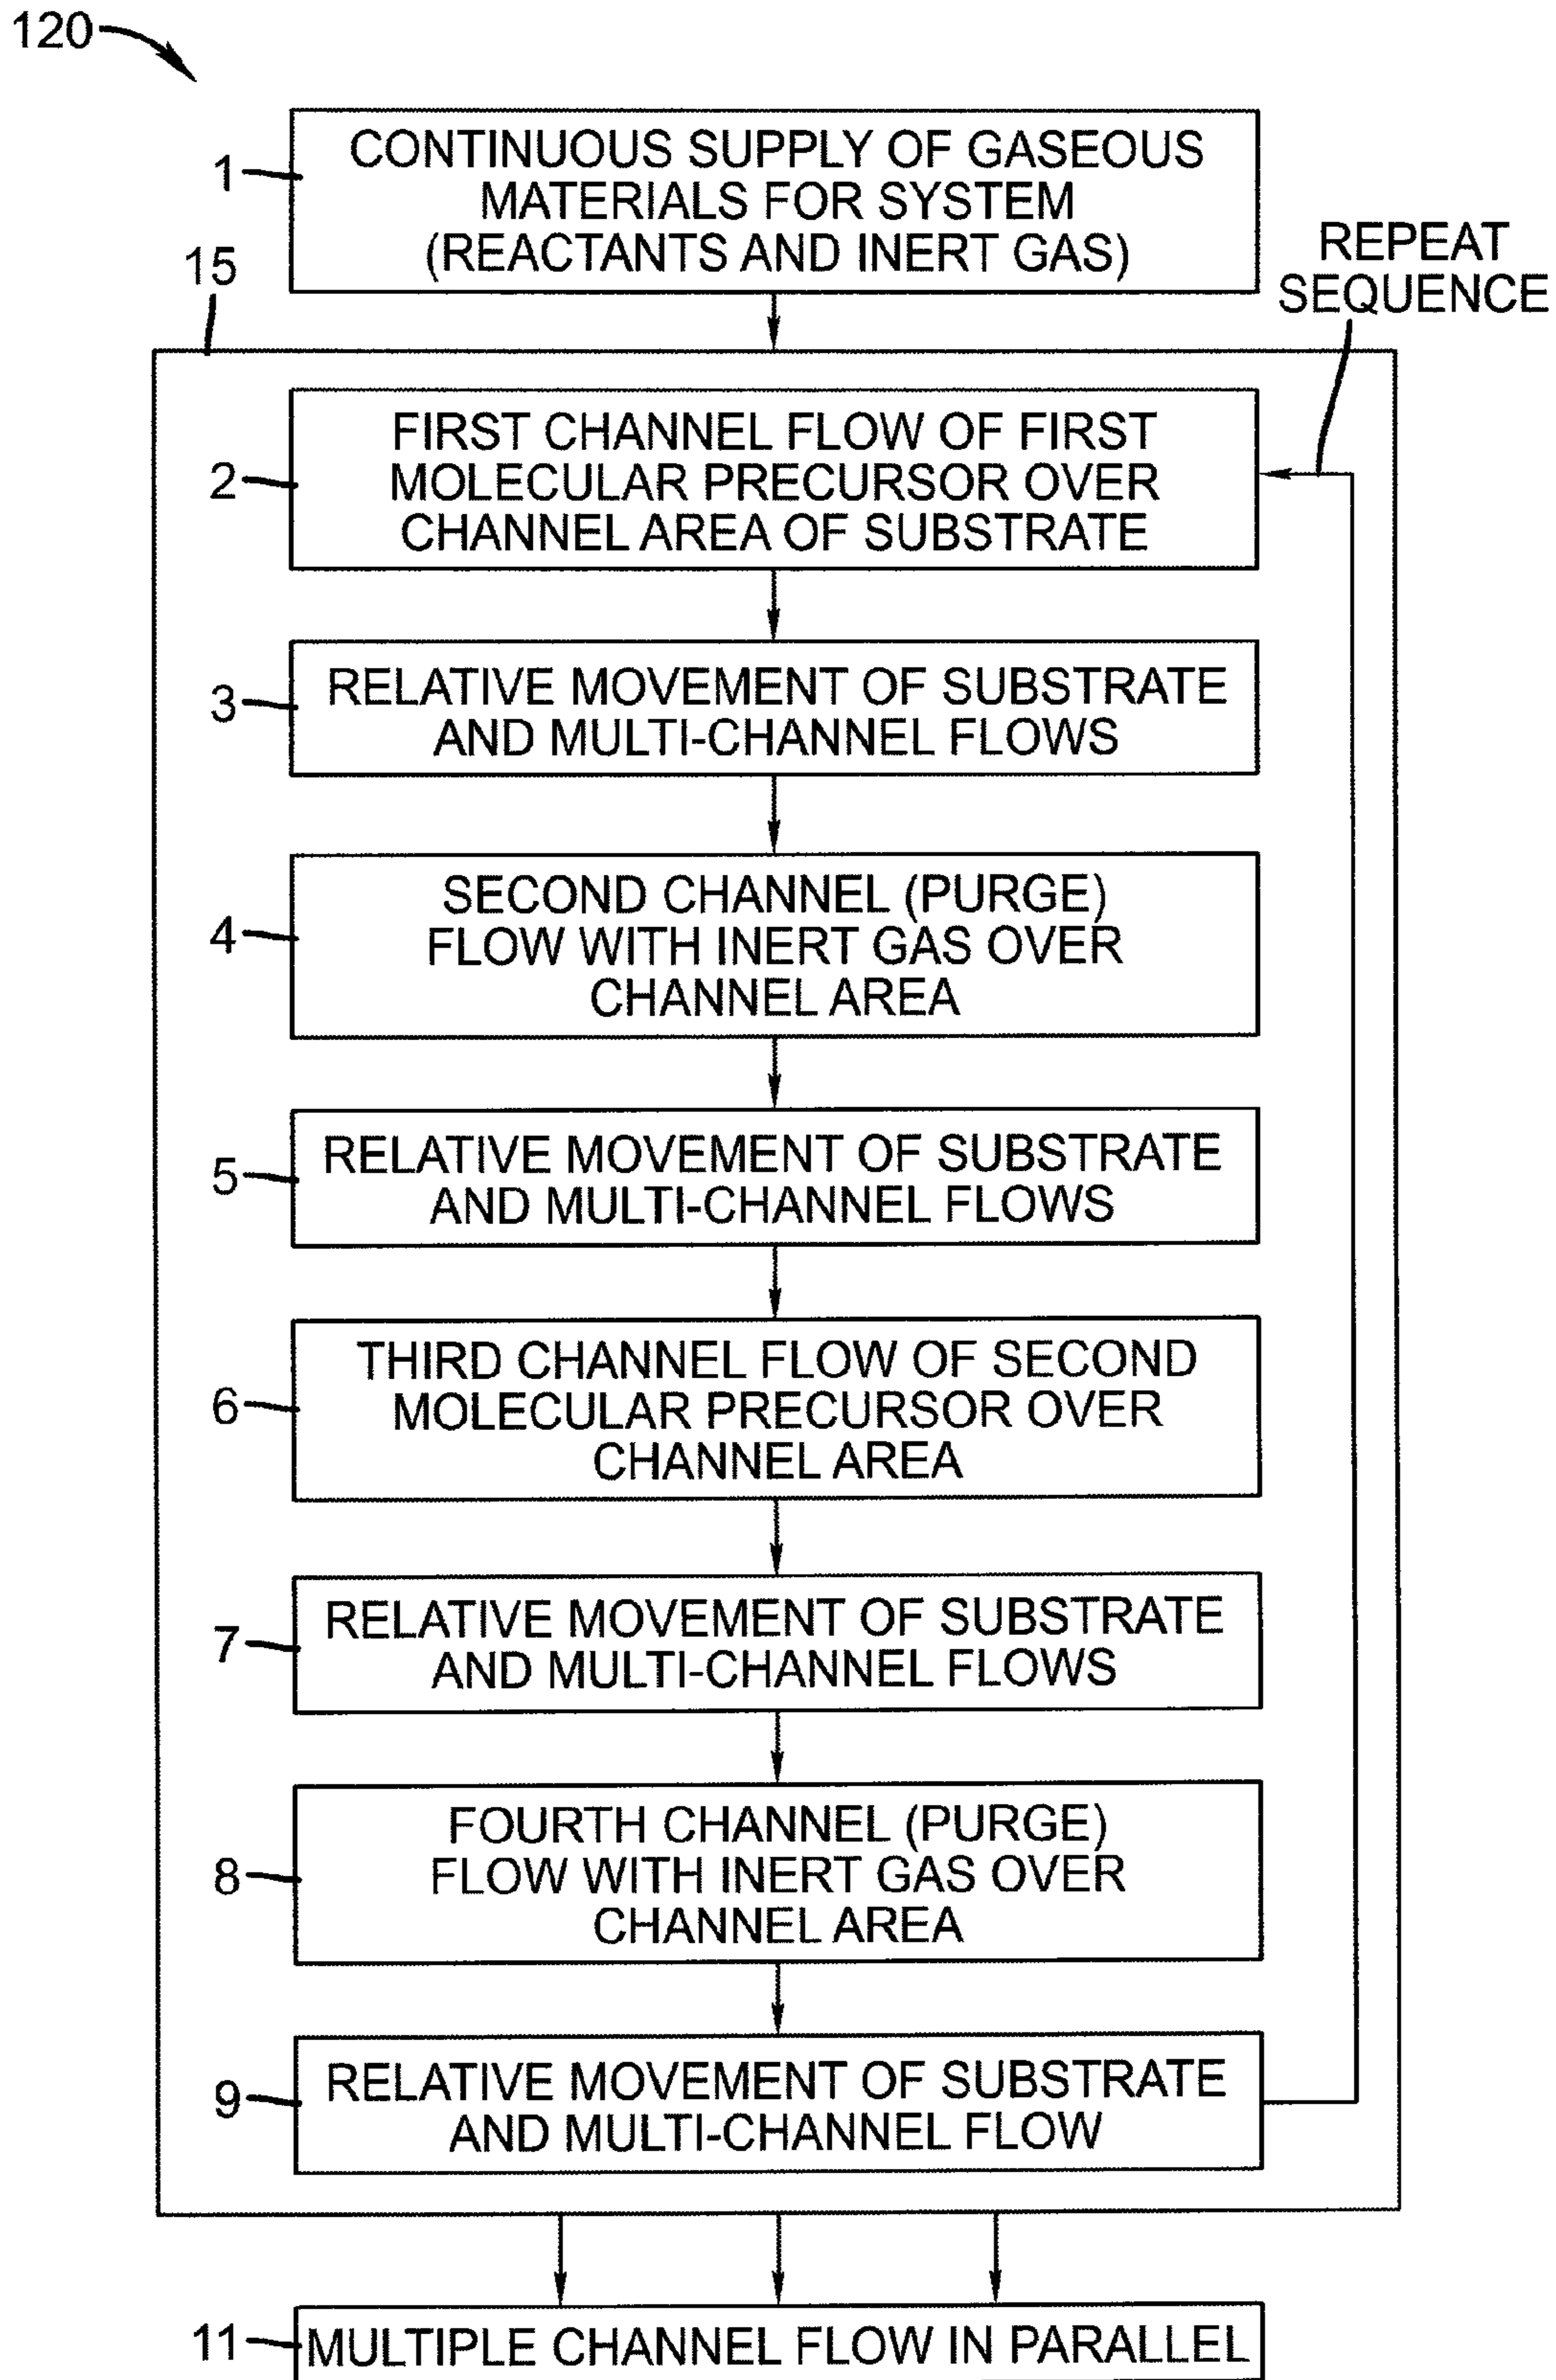 120
1
CONTINUOUS SUPPLY OF GASEOUS
MATERIALS FOR SYSTEM
(REACTANTS AND INERT GAS)
15
REPEAT
SEQUENCE
2
FIRST CHANNEL FLOW OF FIRST
MOLECULAR PRECURSOR OVER
CHANNEL AREA OF SUBSTRATE
3
RELATIVE MOVEMENT OF SUBSTRATE
AND MULTI-CHANNEL FLOWS
4
SECOND CHANNEL (PURGE)
FLOW WITH INERT GAS OVER
CHANNEL AREA
5
RELATIVE MOVEMENT OF SUBSTRATE
AND MULTI-CHANNEL FLOWS
6
THIRD CHANNEL FLOW OF SECOND
MOLECULAR PRECURSOR OVER
CHANNEL AREA
7
RELATIVE MOVEMENT OF SUBSTRATE
AND MULTI-CHANNEL FLOWS
8
FOURTH CHANNEL (PURGE)
FLOW WITH INERT GAS OVER
CHANNEL AREA
9
RELATIVE MOVEMENT OF SUBSTRATE
AND MULTI-CHANNEL FLOW
11
MULTIPLE CHANNEL FLOW IN PARALLEL